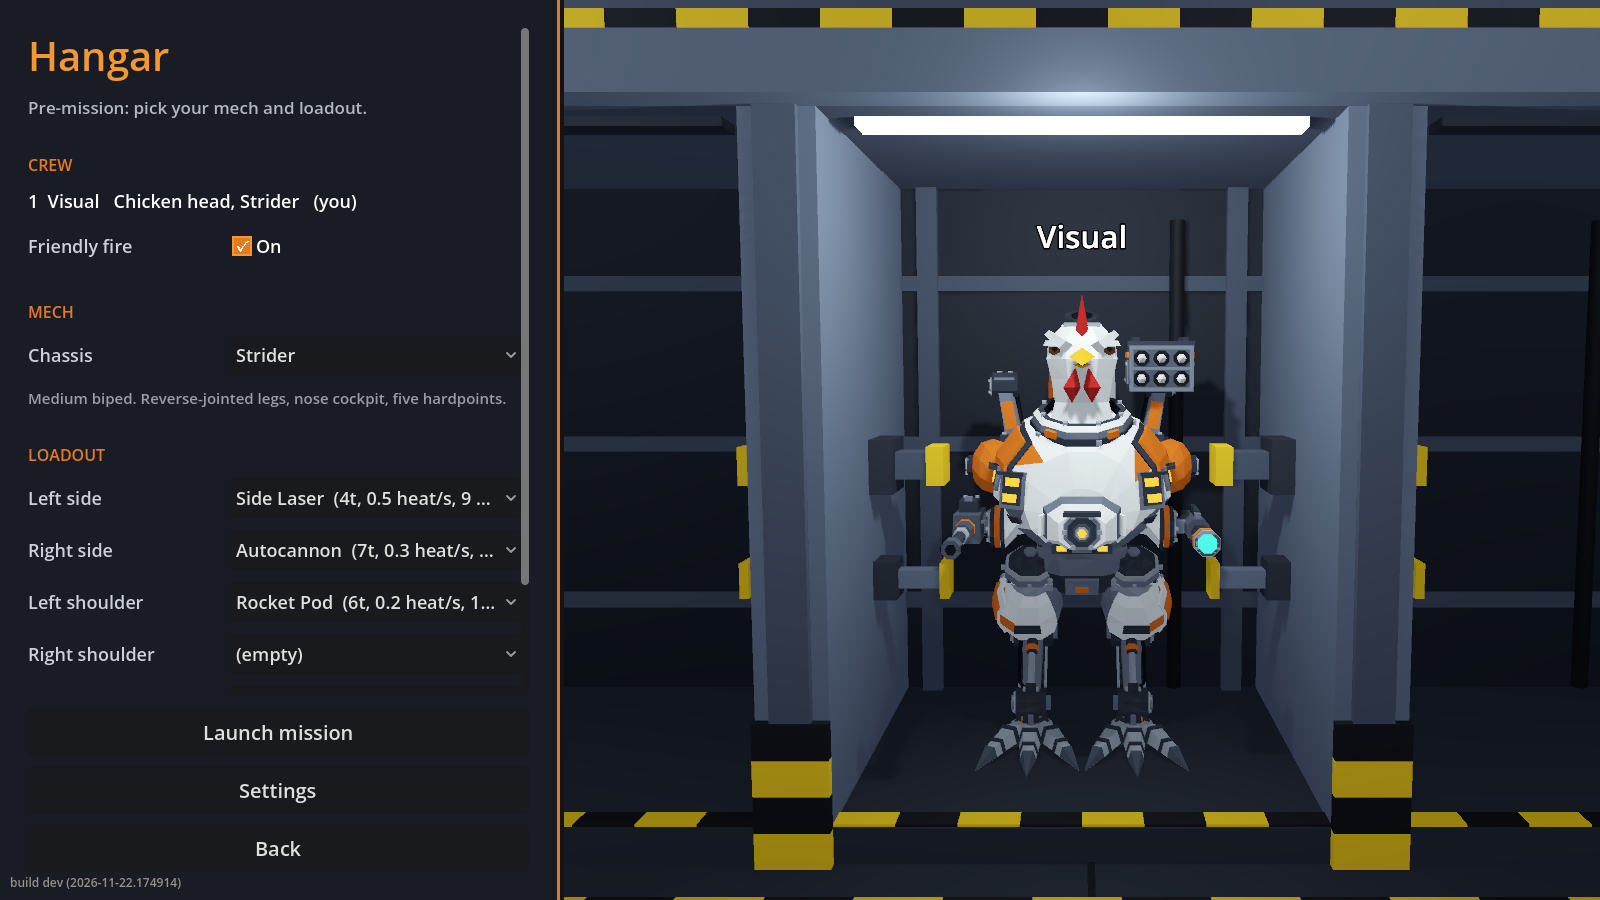 Hangar
Pre-mission: pick your mech and loadout.
CREW
1 Visual Chicken head, Strider (you)
Friendly fire On
MECH
Chassis Strider
Medium biped. Reverse-jointed legs, nose cockpit, five hardpoints.
LOADOUT
Left side Side Laser (4t, 0.5 heat/s, 9 ...
Right side Autocannon (7t, 0.3 heat/s, ...
Left shoulder Rocket Pod (6t, 0.2 heat/s, 1...
Right shoulder (empty)
Launch mission
Settings
Back
build dev (2026-11-22.174914)
Visual